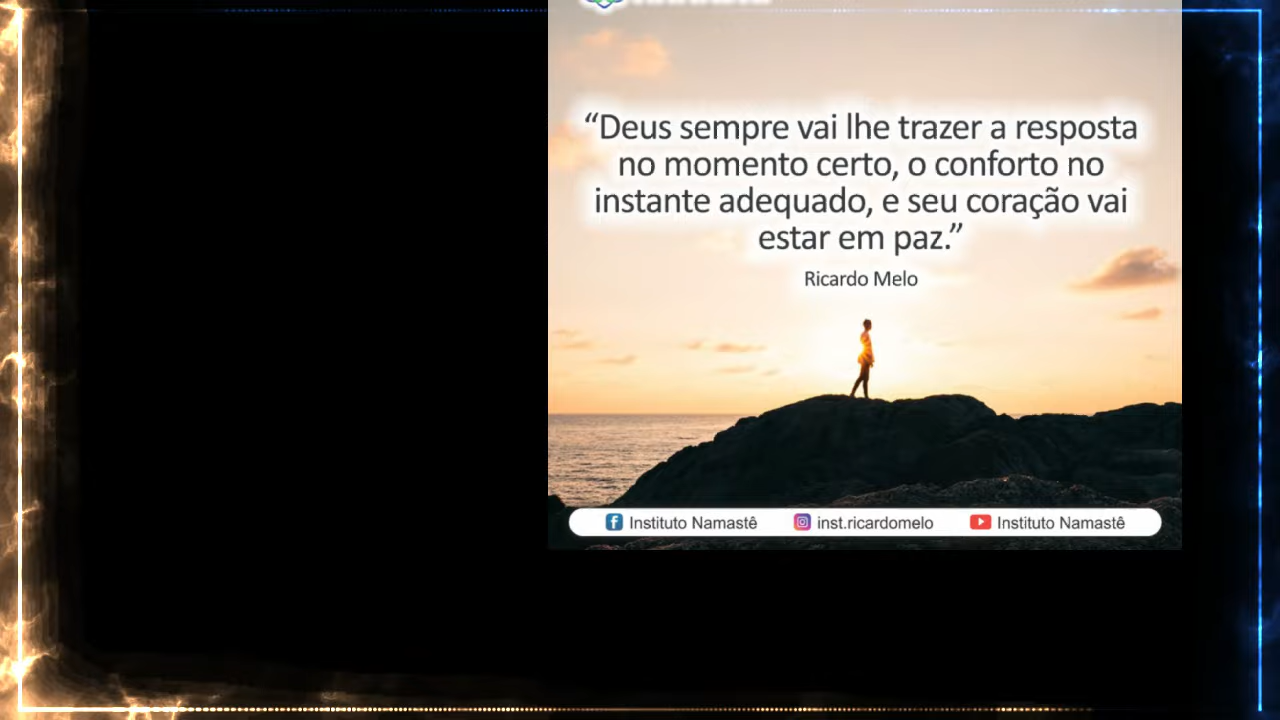 “Deus sempre vai lhe trazer a resposta
no momento certo, o conforto no
instante adequado, e seu coração vai
estar em paz.”
Ricardo Melo
Instituto Namastê
inst.ricardomelo
Instituto Namastê